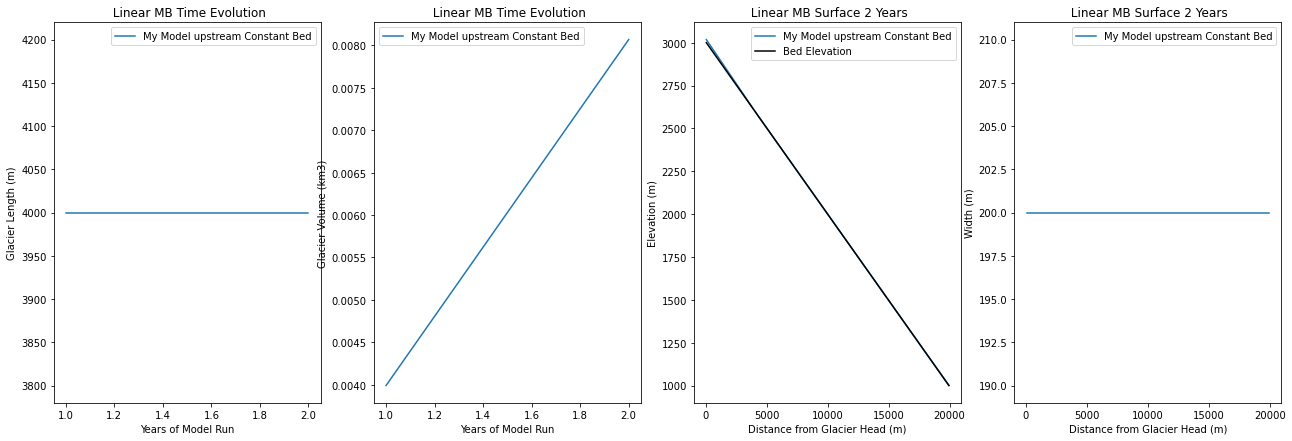 Linear MB Time Evolution
My Model upstream Constant Bed
Glacier Length (m)
4200
4150
4100
4050
4000
3950
3900
3850
3800
1.0 1.2 1.4 1.6 1.8 2.0
Years of Model Run
Linear MB Time Evolution
My Model upstream Constant Bed
Glacier Volume (km3)
0.0080
0.0075
0.0070
0.0065
0.0060
0.0055
0.0050
0.0045
0.0040
1.0 1.2 1.4 1.6 1.8 2.0
Years of Model Run
Linear MB Surface 2 Years
My Model upstream Constant Bed
Bed Elevation
Elevation (m)
3000
2750
2500
2250
2000
1750
1500
1250
1000
0 5000 10000 15000 20000
Distance from Glacier Head (m)
Linear MB Surface 2 Years
My Model upstream Constant Bed
Width (m)
210.0
207.5
205.0
202.5
200.0
197.5
195.0
192.5
190.0
0 5000 10000 15000 20000
Distance from Glacier Head (m)